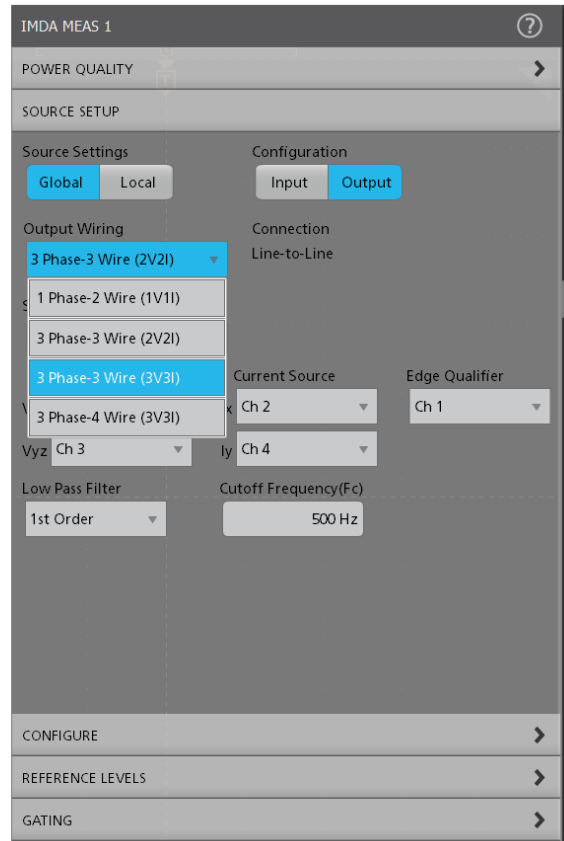 IMDA MEAS 1
?
POWER QUALITY
T
SOURCE SETUP
Source Settings Configuration
Global Local Input Output
Output Wiring Connection
3 Phase-3 Wire (2V2I) Line-to-Line
1 Phase-2 Wire (1V1I)
3 Phase-3 Wire (2V2I)
3 Phase-3 Wire (3V3I) Current Source Edge Qualifier
3 Phase-4 Wire (3V3I) x Ch 2 Ch 1
Vyz Ch 3 Iy Ch 4
Low Pass Filter Cutoff Frequency(Fc)
1st Order 500 Hz
CONFIGURE
REFERENCE LEVELS
GATING